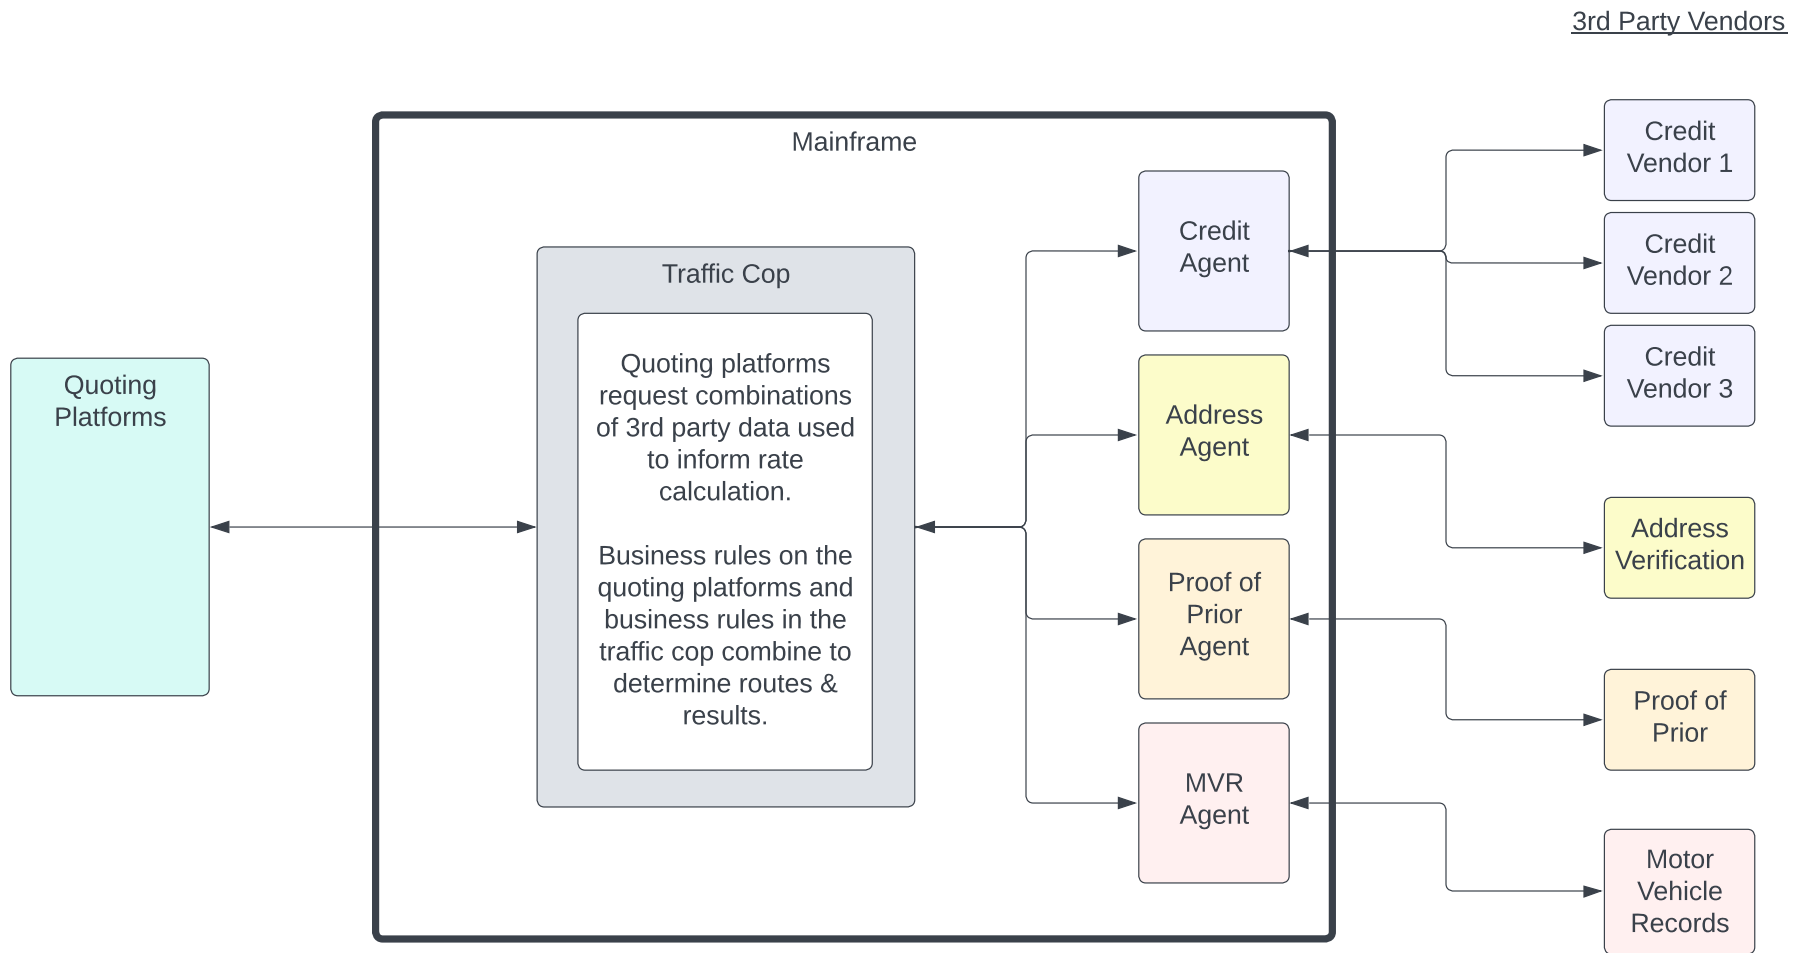 3rd Party Vendors
Mainframe
Quoting
Platforms
Traffic Cop
Quoting platforms
request combinations
of 3rd party data used
to inform rate
calculation.
Business rules on the
quoting platforms and
business rules in the
traffic cop combine to
determine routes &
results.
Credit
Agent
Address
Agent
Proof of
Prior
Agent
MVR
Agent
Credit
Vendor 1
Credit
Vendor 2
Credit
Vendor 3
Address
Verification
Proof of
Prior
Motor
Vehicle
Records